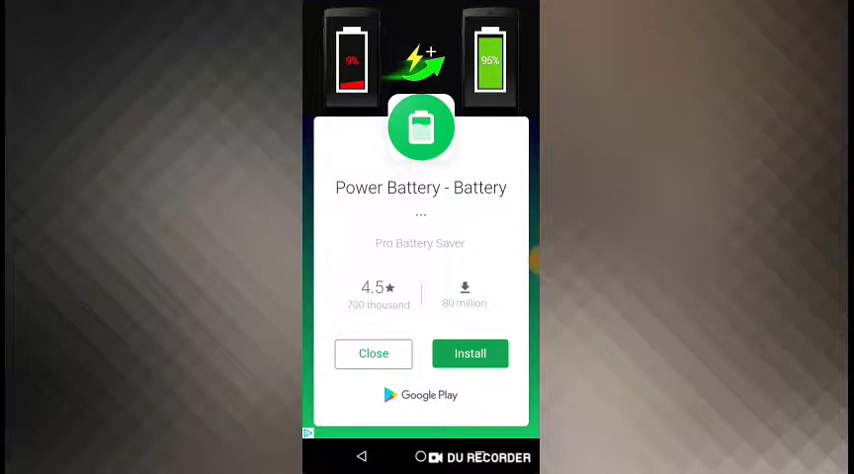 9%
+
95%
Power Battery - Battery
...
Pro Battery Saver
4.5★
700 thousand
80 million
Close
Install
Google Play
DU RECORDER